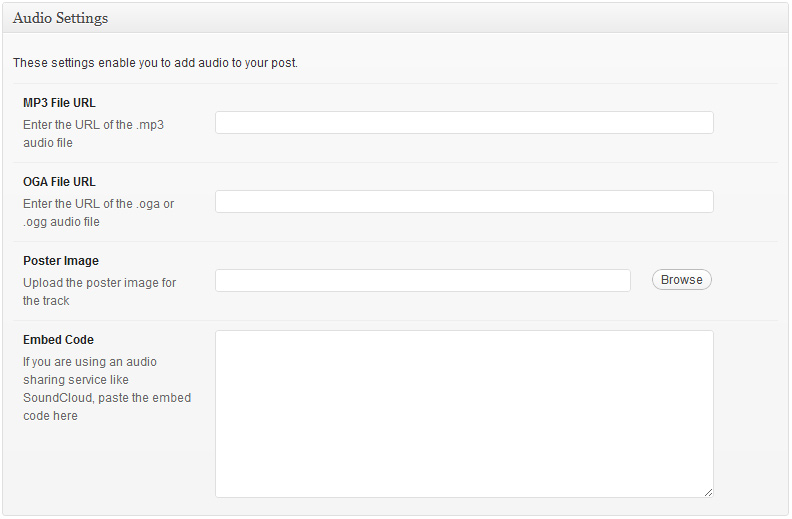 Audio Settings
These settings enable you to add audio to your post.
MP3 File URL
Enter the URL of the .mp3
audio file
OGA File URL
Enter the URL of the .oga or
.ogg audio file
Poster Image
Upload the poster image for
the track
Browse
Embed Code
If you are using an audio
sharing service like
SoundCloud, paste the embed
code here